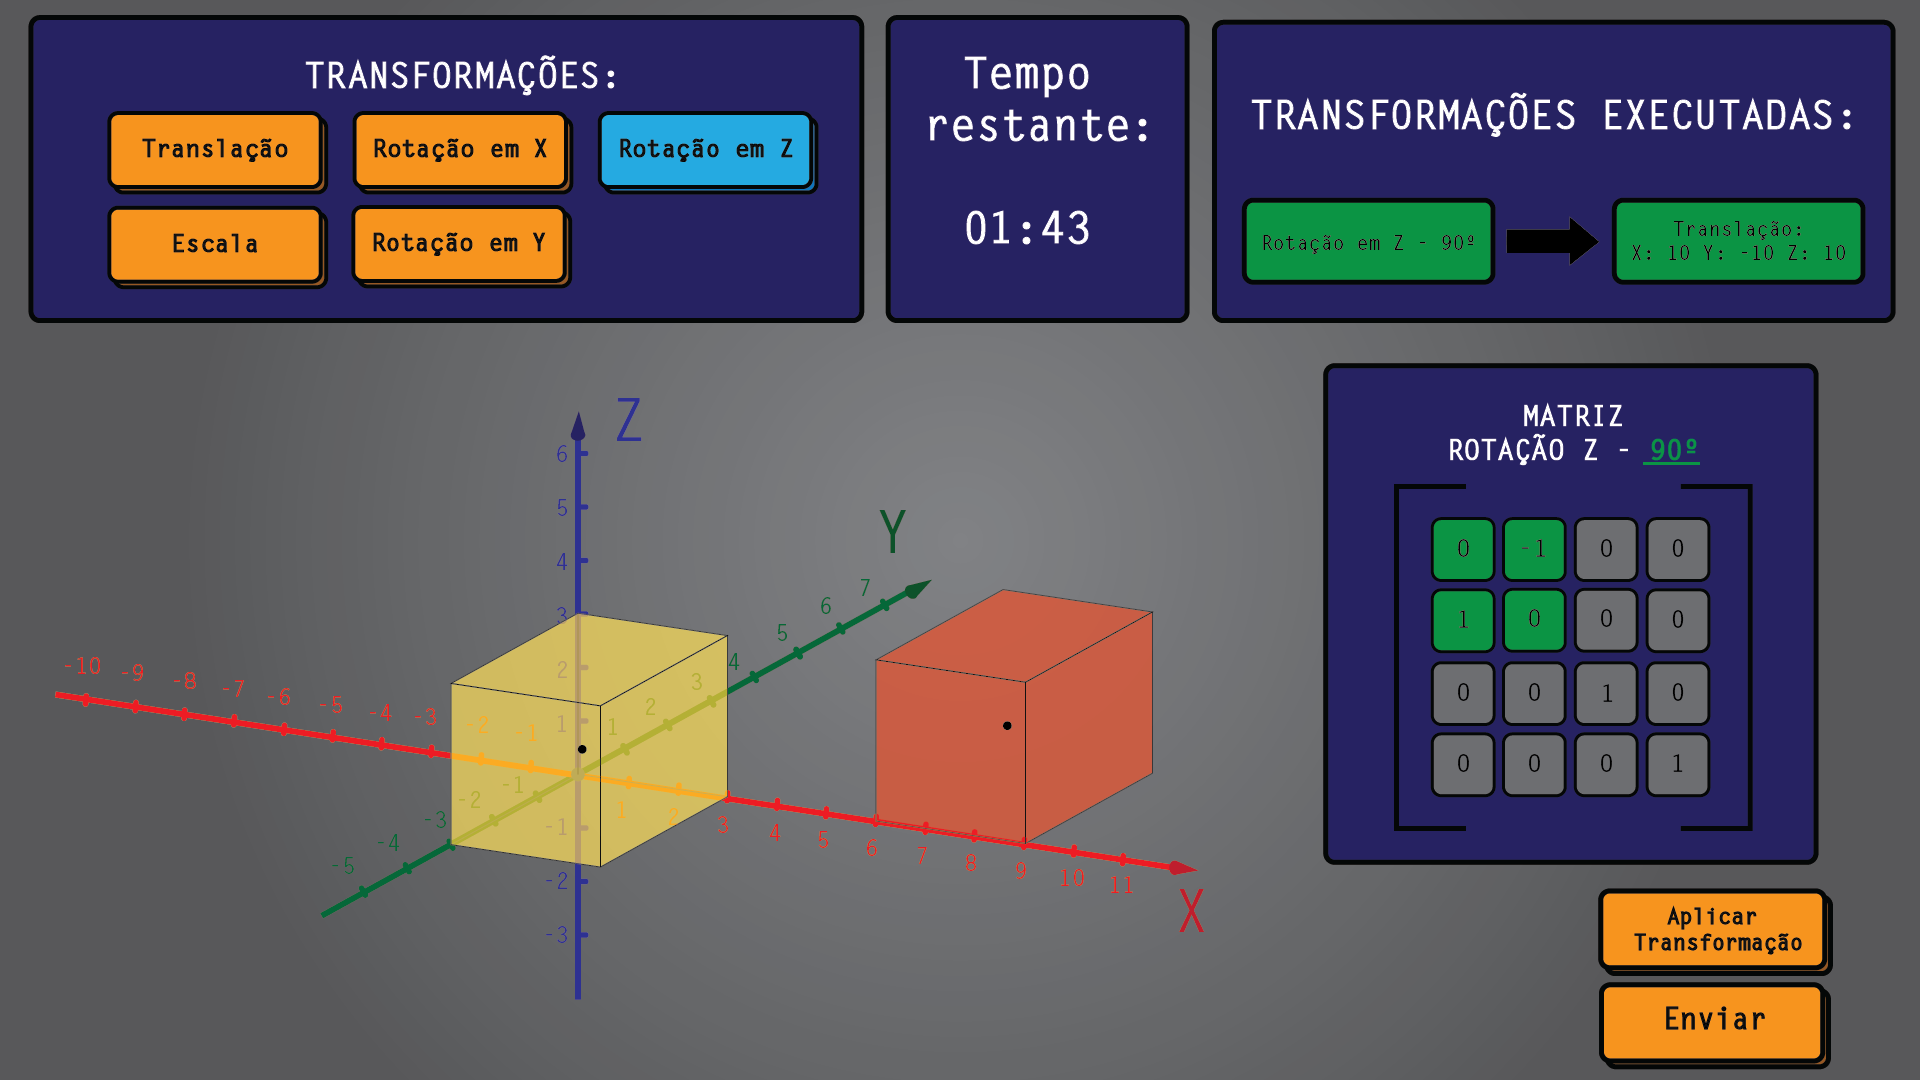 TRANSFORMAÇÕES:
Translação
Rotação em X
Rotação em Z
Escala
Rotação em Y
Tempo
restante:
01:43
TRANSFORMAÇÕES EXECUTADAS:
Rotação em Z - 90º
Translação:
X: 10 Y: -10 Z: 10
MATRIZ
ROTAÇÃO Z - 90º
0 -1 0 0
1 0 0 0
0 0 1 0
0 0 0 1
Z
6
5
4
3
2
1
-1
-2
-3
Y
7
6
5
4
3
2
1
-1
-2
-3
-4
-5
-10 -9 -8 -7 -6 -5 -4 -3 -2 -1
1 2 3 4 5 6 7 8 9 10 11
X
Aplicar
Transformação
Enviar